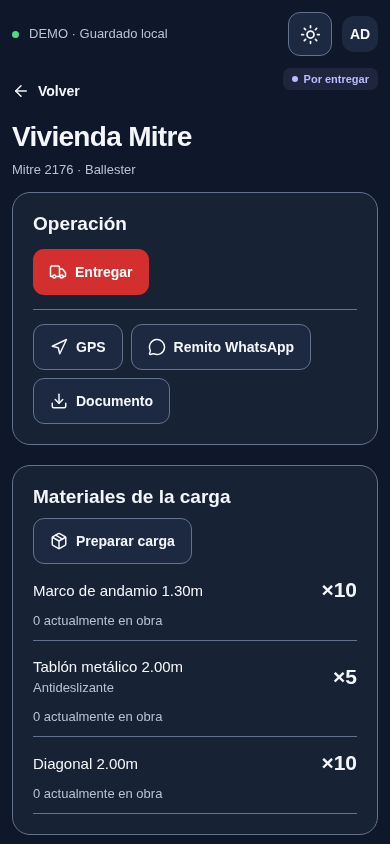 DEMO · Guardado local
AD
Por entregar
Volver
Vivienda Mitre
Mitre 2176 · Ballester
Operación
Entregar
GPS
Remito WhatsApp
Documento
Materiales de la carga
Preparar carga
Marco de andamio 1.30m
×10
0 actualmente en obra
Tablón metálico 2.00m
Antideslizante
×5
0 actualmente en obra
Diagonal 2.00m
×10
0 actualmente en obra